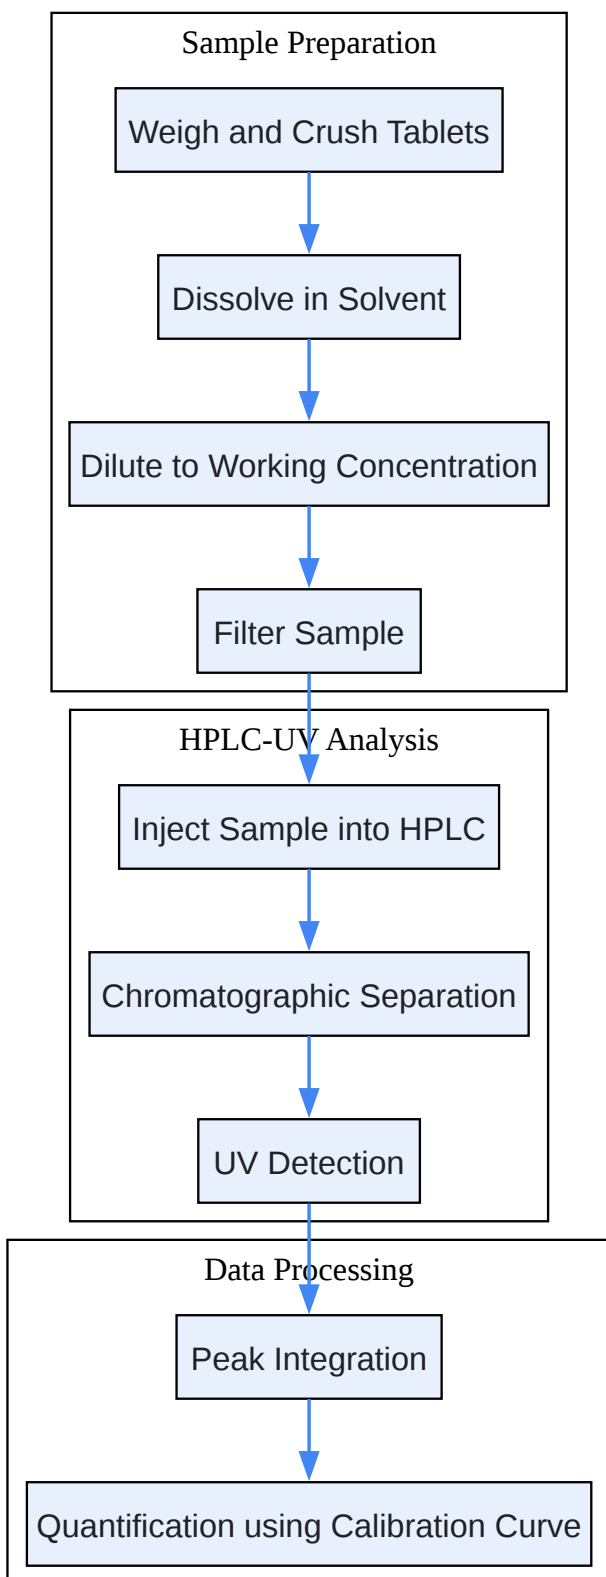 Sample Preparation
Weigh and Crush Tablets
Dissolve in Solvent
Dilute to Working Concentration
Filter Sample
HPLC-UV Analysis
Inject Sample into HPLC
Chromatographic Separation
UV Detection
Data Processing
Peak Integration
Quantification using Calibration Curve